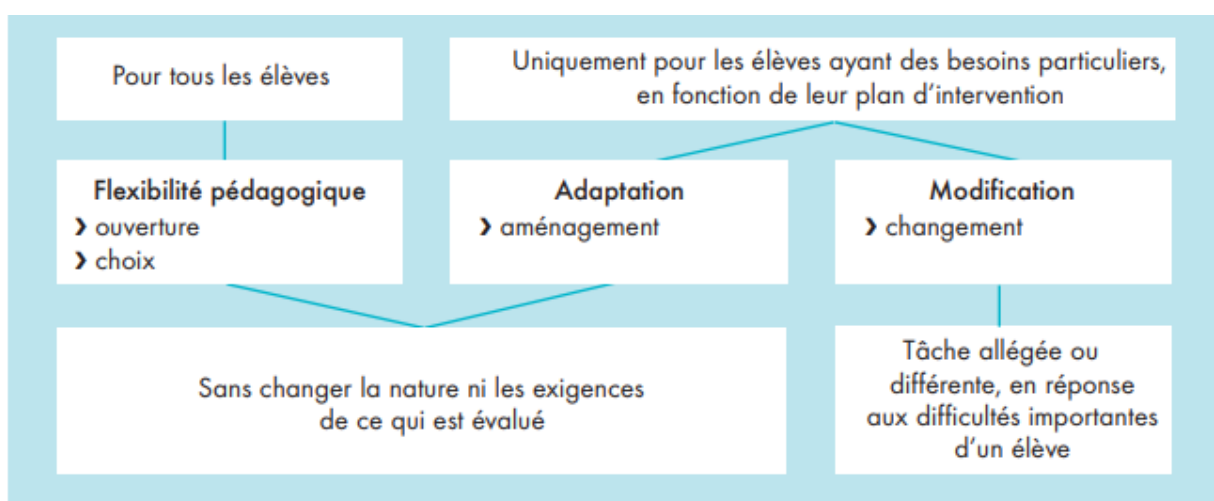 Pour tous les élèves
Uniquement pour les élèves ayant des besoins particuliers,
en fonction de leur plan d’intervention
Flexibilité pédagogique
❯ ouverture
❯ choix
Adaptation
❯ aménagement
Modification
❯ changement
Sans changer la nature ni les exigences
de ce qui est évalué
Tâche allégée ou
différente, en réponse
aux difficultés importantes
d’un élève